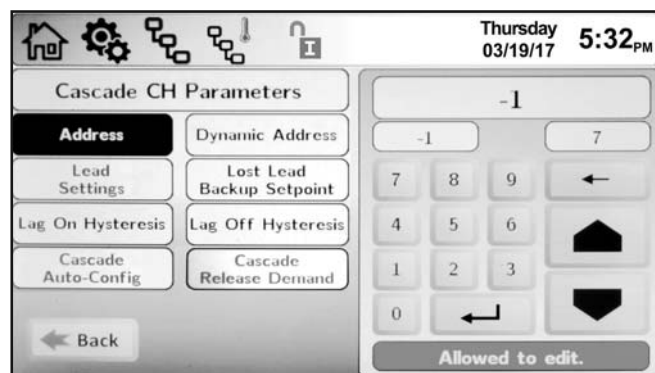 I
Thursday
03/19/17
5:32PM
Cascade CH Parameters
Address
Dynamic Address
Lead
Settings
Lost Lead
Backup Setpoint
Lag On Hysteresis
Lag Off Hysteresis
Cascade
Auto-Config
Cascade
Release Demand
Back
-1
-1
7
7
8
9
4
5
6
1
2
3
0
Allowed to edit.